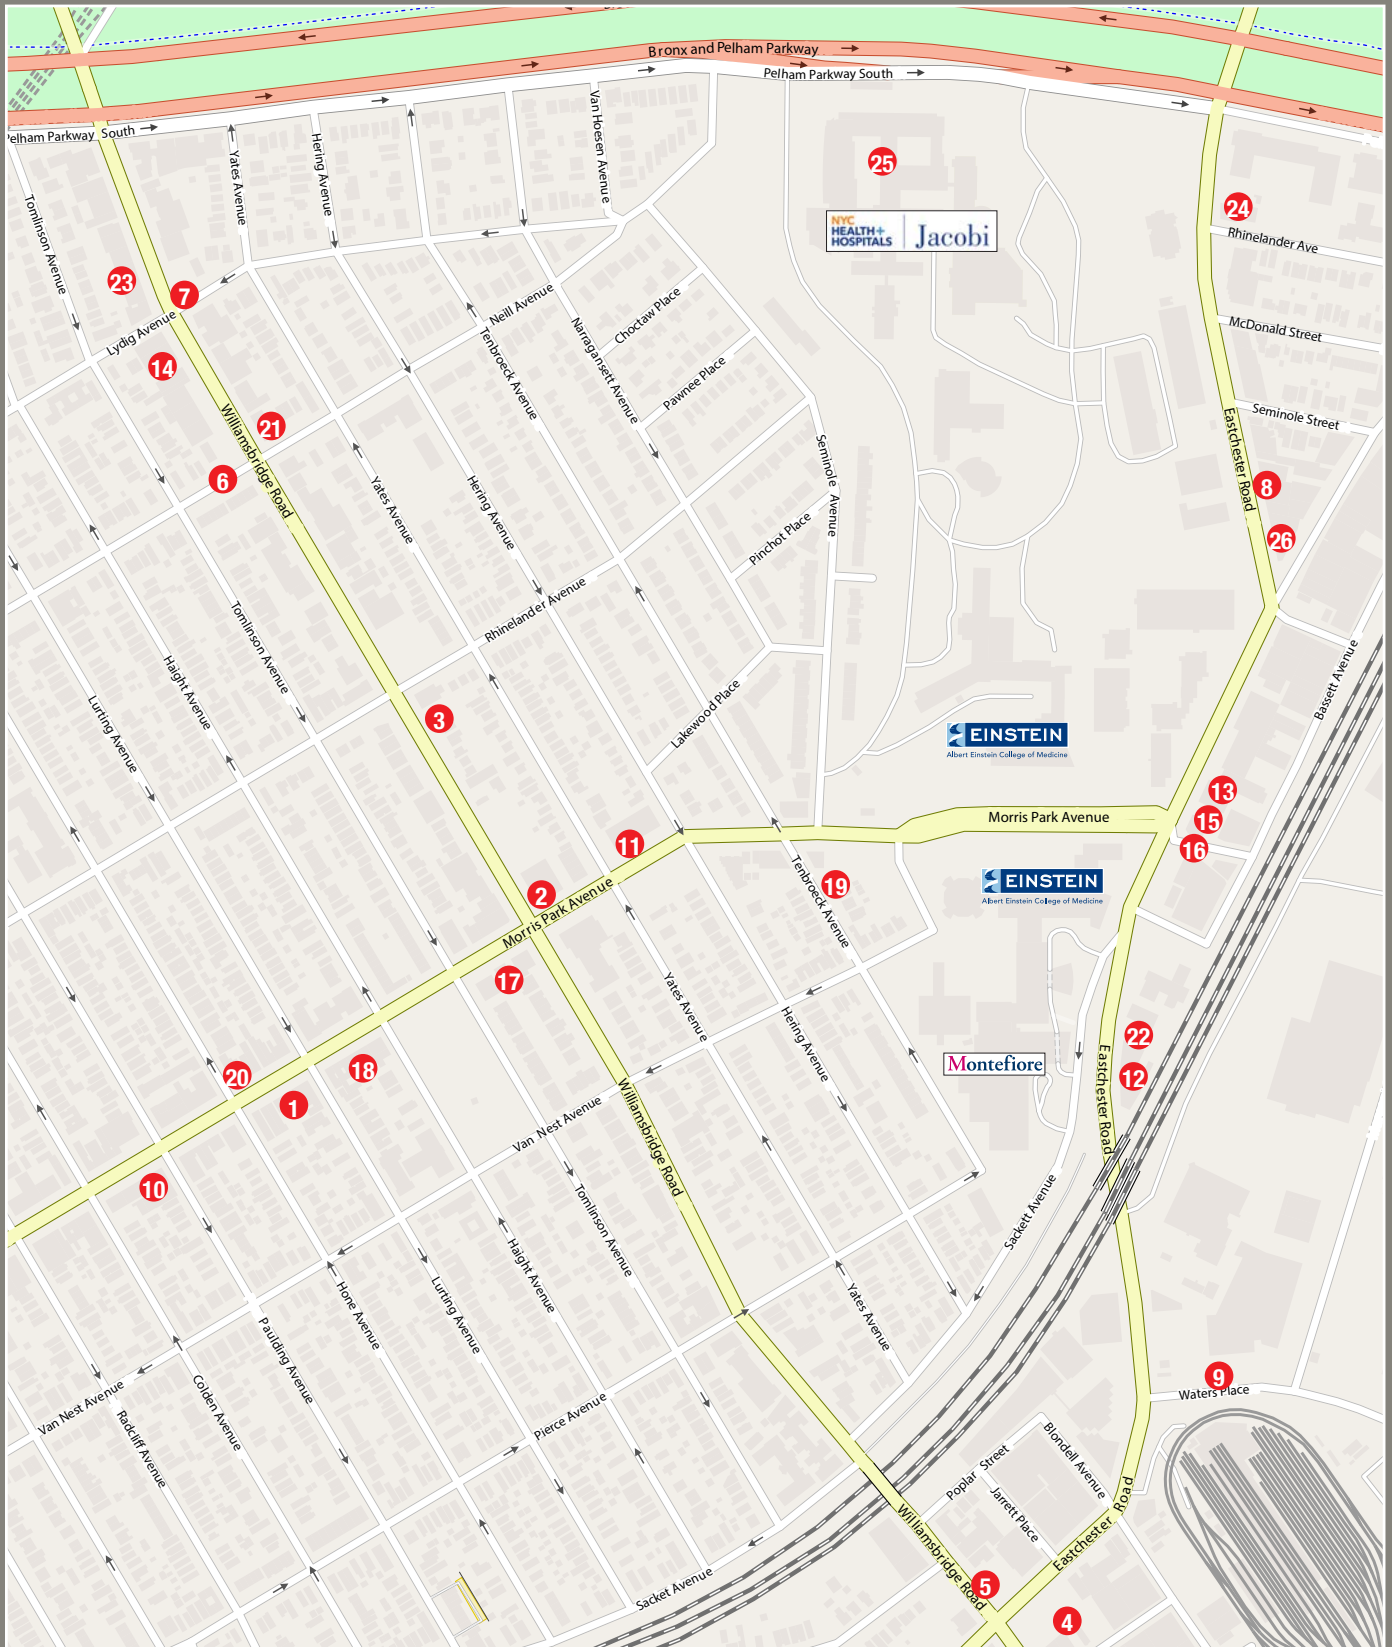 Bronx and Pelham Parkway
Pelham Parkway South
Pelham Parkway South
Van Hoesen Avenue
Yates Avenue
Hering Avenue
25
NYC
HEALTH+
HOSPITALS
Jacobi
24
Rhinelander Ave
Tomlinson Avenue
23
7
Lydig Avenue
14
Neill Avenue
Choctaw Place
Tenbroeck Avenue
Narragansett Avenue
Pawnee Place
McDonald Street
Seminole Street
Eastchester Road
Williamsbridge Road
21
6
Yates Avenue
Hering Avenue
Seminole Avenue
Pinchot Place
8
26
Rhinelander Avenue
Tomlinson Avenue
Haight Avenue
Lurting Avenue
3
Lakewood Place
Bassett Avenue
EINSTEIN
Albert Einstein College of Medicine
13
15
16
Morris Park Avenue
11
2
Morris Park Avenue
19
Tenbroeck Avenue
EINSTEIN
Albert Einstein College of Medicine
17
Yates Avenue
Hering Avenue
22
12
Montefiore
Eastchester Road
20
18
1
Van Nest Avenue
Williamsbridge Road
10
Sackett Avenue
Tomlinson Avenue
Haight Avenue
Lurting Avenue
Hone Avenue
Yates Avenue
Paulding Avenue
Colden Avenue
Van Nest Avenue
Radcliff Avenue
Pierce Avenue
9
Waters Place
Blondell Avenue
Poplar Street
Jarrett Place
Eastchester Road
Williamsbridge Road
Sacket Avenue
5
4